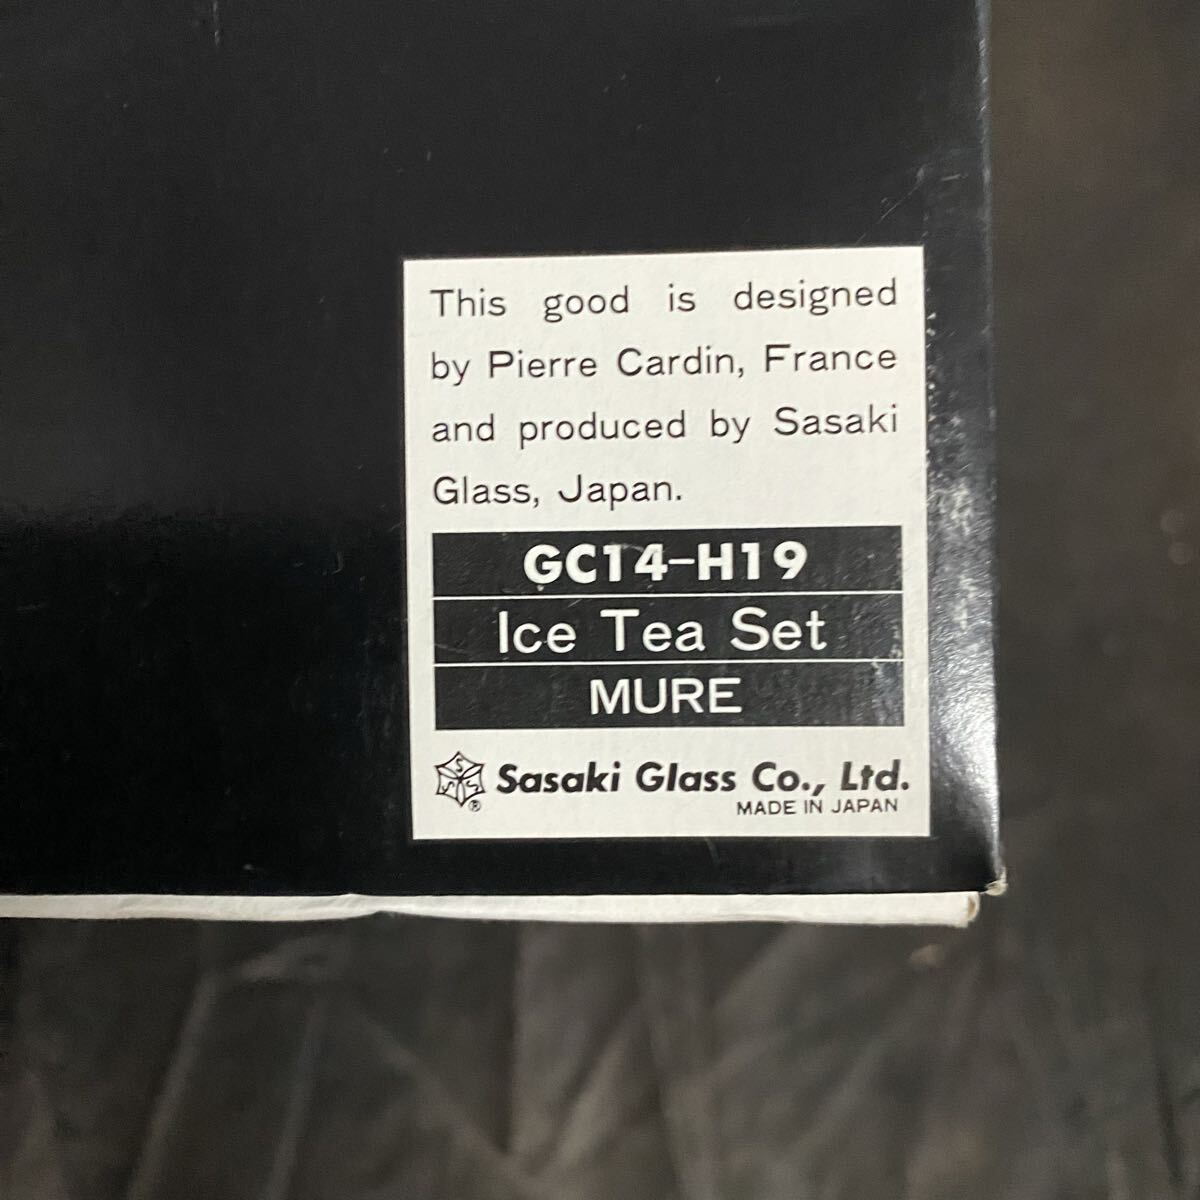 This good is designed
by Pierre Cardin, France
and produced by Sasaki
Glass, Japan.
GC14-H19
Ice Tea Set
MURE
SSS® Sasaki Glass Co., Ltd.
MADE IN JAPAN